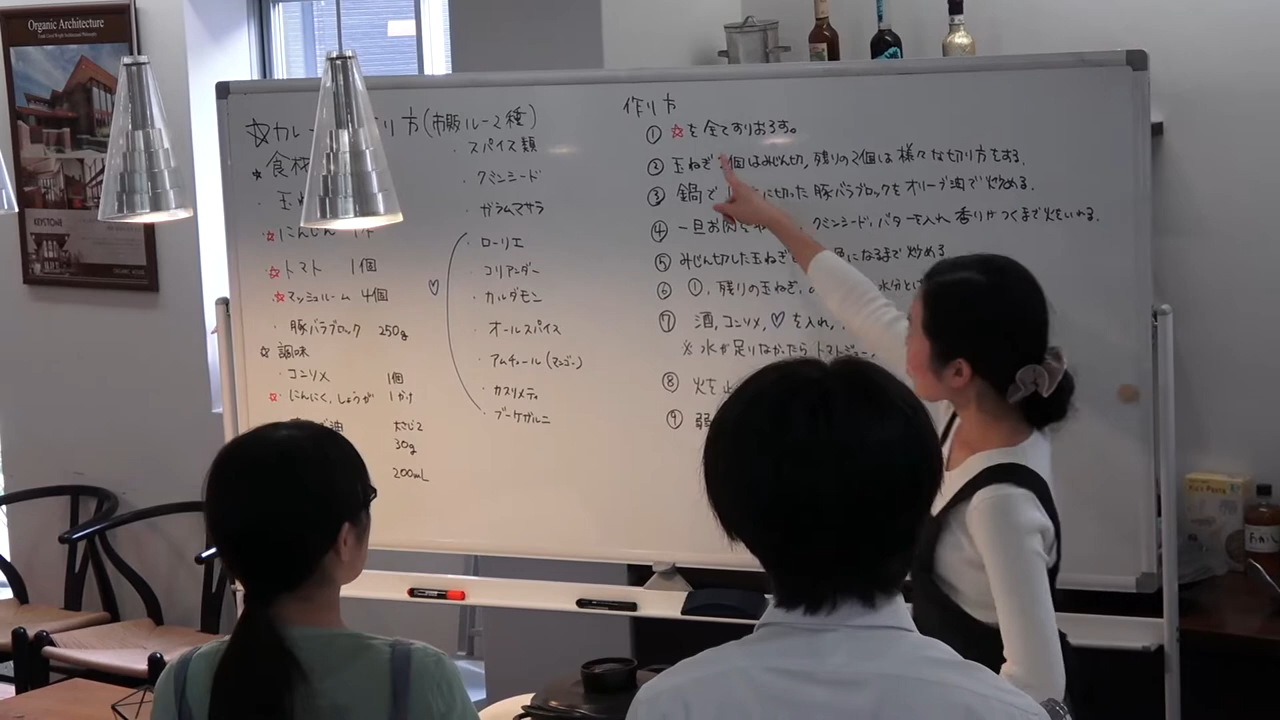 Organic Architecture
KEYSTONE
☆カレー
り方(市販ルー2種)
食材
玉ね
☆にんじん 1本
☆トマト 1個
☆マッシュルーム 4個
・豚バラブロック 250g
☆調味
・コンソメ 1個
☆・にんにく、しょうが 1かけ
油 大さじ2
30g
200mL
・スパイス類
・クミンシード
・ガラムマサラ
・ローリエ
・コリアンダー
・カルダモン
・オールスパイス
・アムチュール(マンゴー)
・カスリメティ
・ブーケガルニ
♡
作り方
① ☆を全てすりおろす。
② 玉ねぎ 個はみじん切り、残りの2個は様々な切り方をする。
③ 鍋で に切った豚バラブロックをオリーブ油で炒める。
④ 一旦お肉を クミンシード、バターを入れ香りがつくまで火をいれる。
⑤ みじん切した玉ねぎ 色になるまで炒める
⑥ ①、残りの玉ねぎ、 水分とば
⑦ 酒、コンソメ、♡を入れ、
※水が足りなかったらトマトジュー
⑧ 火を止
⑨ 弱